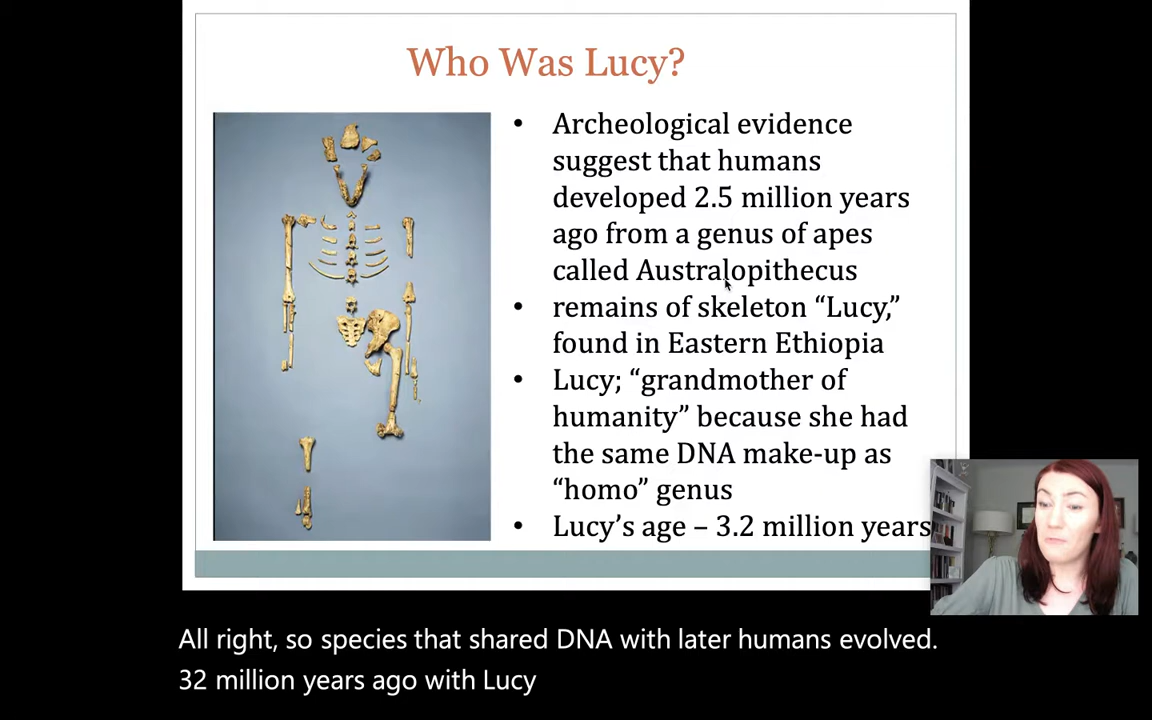 Who Was Lucy?
• Archeological evidence
suggest that humans
developed 2.5 million years
ago from a genus of apes
called Australopithecus
• remains of skeleton “Lucy,”
found in Eastern Ethiopia
• Lucy; “grandmother of
humanity” because she had
the same DNA make-up as
“homo” genus
• Lucy’s age – 3.2 million years
All right, so species that shared DNA with later humans evolved.
32 million years ago with Lucy